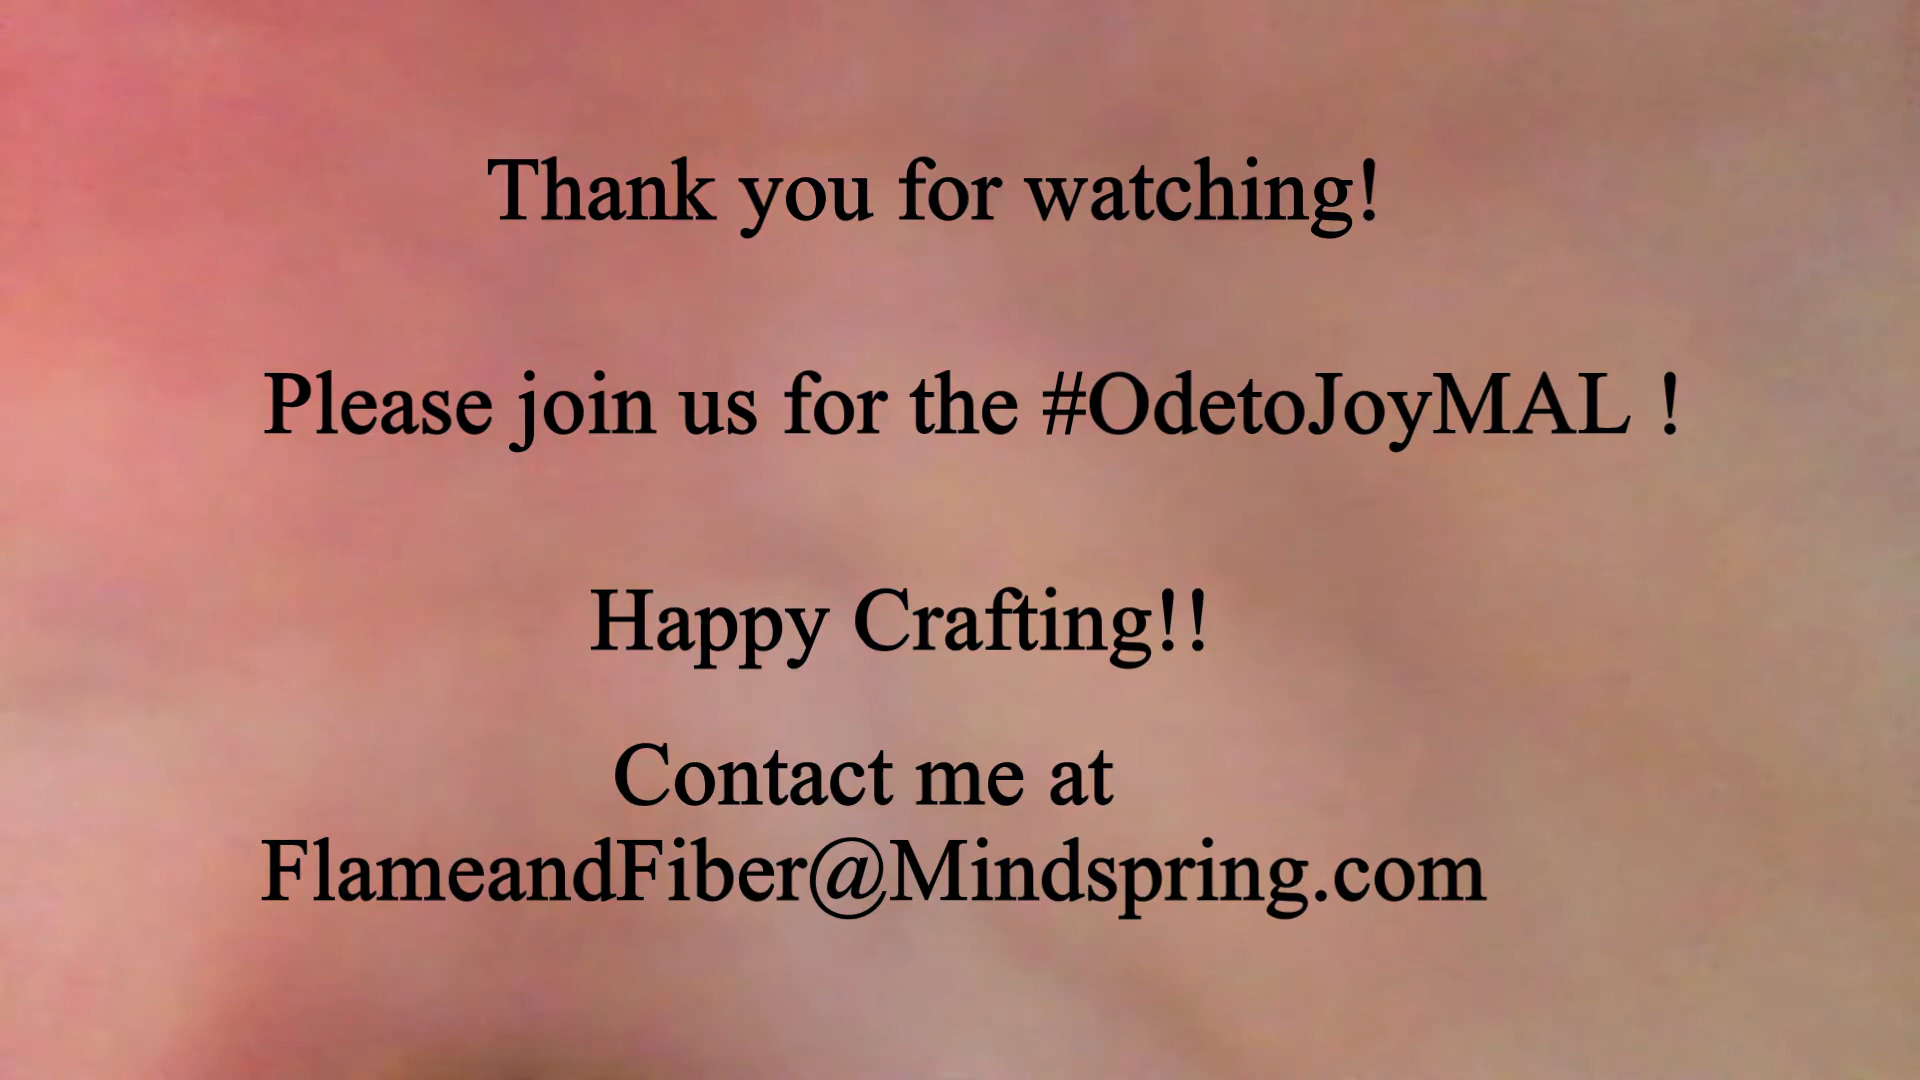 Thank you for watching!
Please join us for the #OdetoJoyMAL !
Happy Crafting!!
Contact me at
FlameandFiber@Mindspring.com